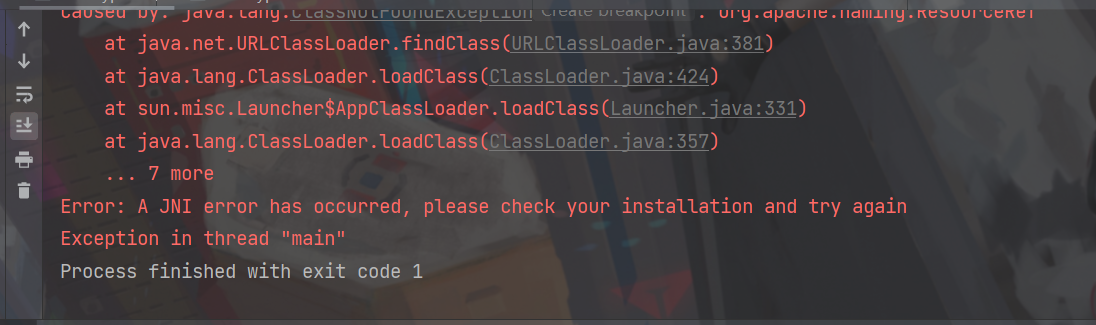 Caused by: java.lang.ClassNotFoundException Create breakpoint : org.apache.naming.ResourceRef
at java.net.URLClassLoader.findClass(URLClassLoader.java:381)
at java.lang.ClassLoader.loadClass(ClassLoader.java:424)
at sun.misc.Launcher$AppClassLoader.loadClass(Launcher.java:331)
at java.lang.ClassLoader.loadClass(ClassLoader.java:357)
... 7 more
Error: A JNI error has occurred, please check your installation and try again
Exception in thread "main"
Process finished with exit code 1